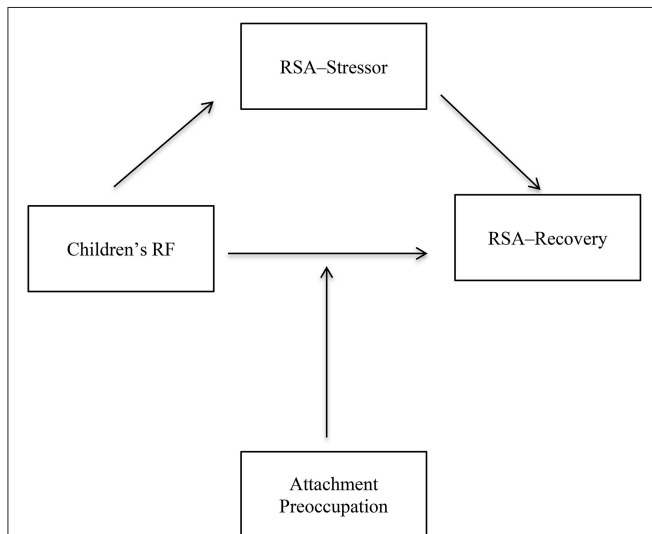 RSA–Stressor
Children's RF
RSA–Recovery
Attachment
Preoccupation